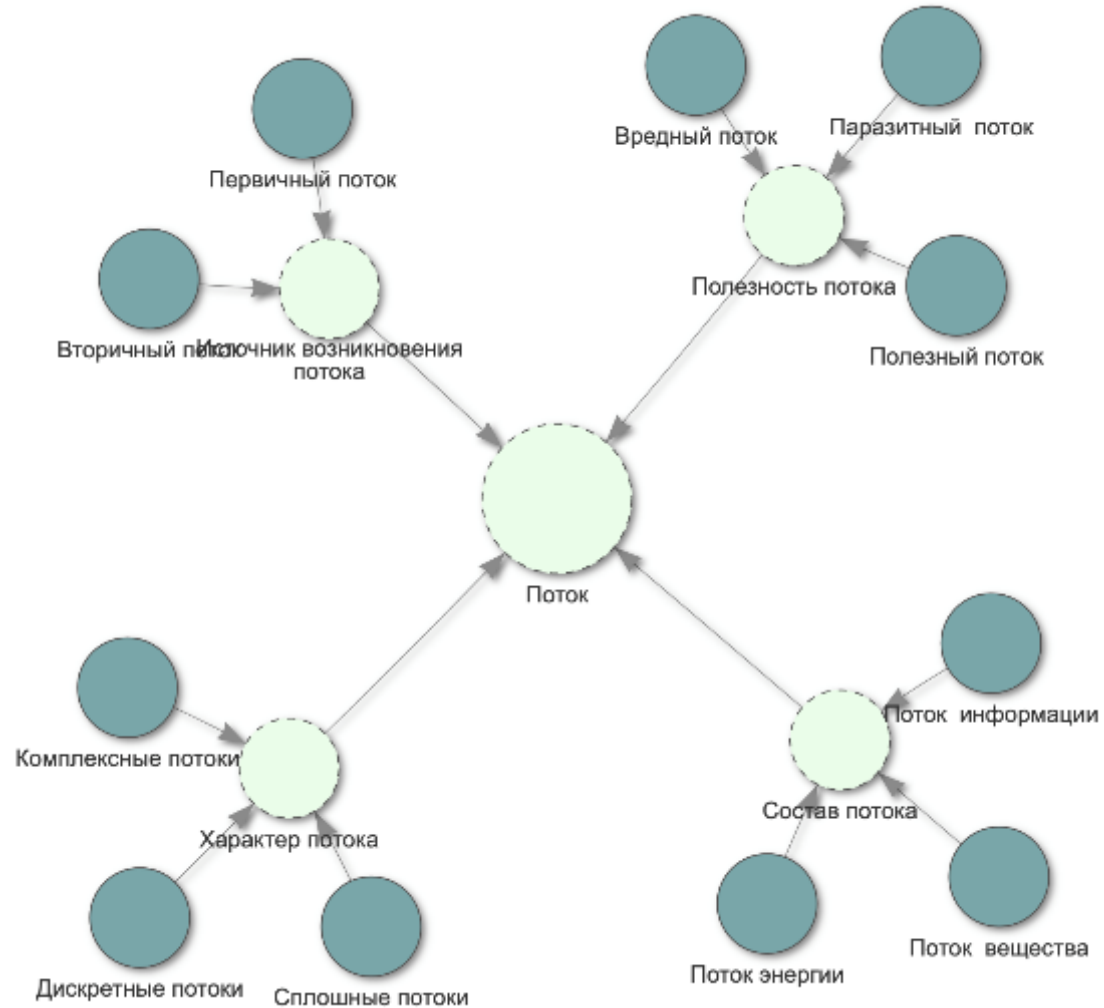 Вредный поток
Паразитный поток
Первичный поток
Полезность потока
Вторичный поток
Источник возникновения
потока
Полезный поток
Поток
Поток информации
Комплексные потоки
Состав потока
Характер потока
Поток вещества
Поток энергии
Дискретные потоки
Сплошные потоки